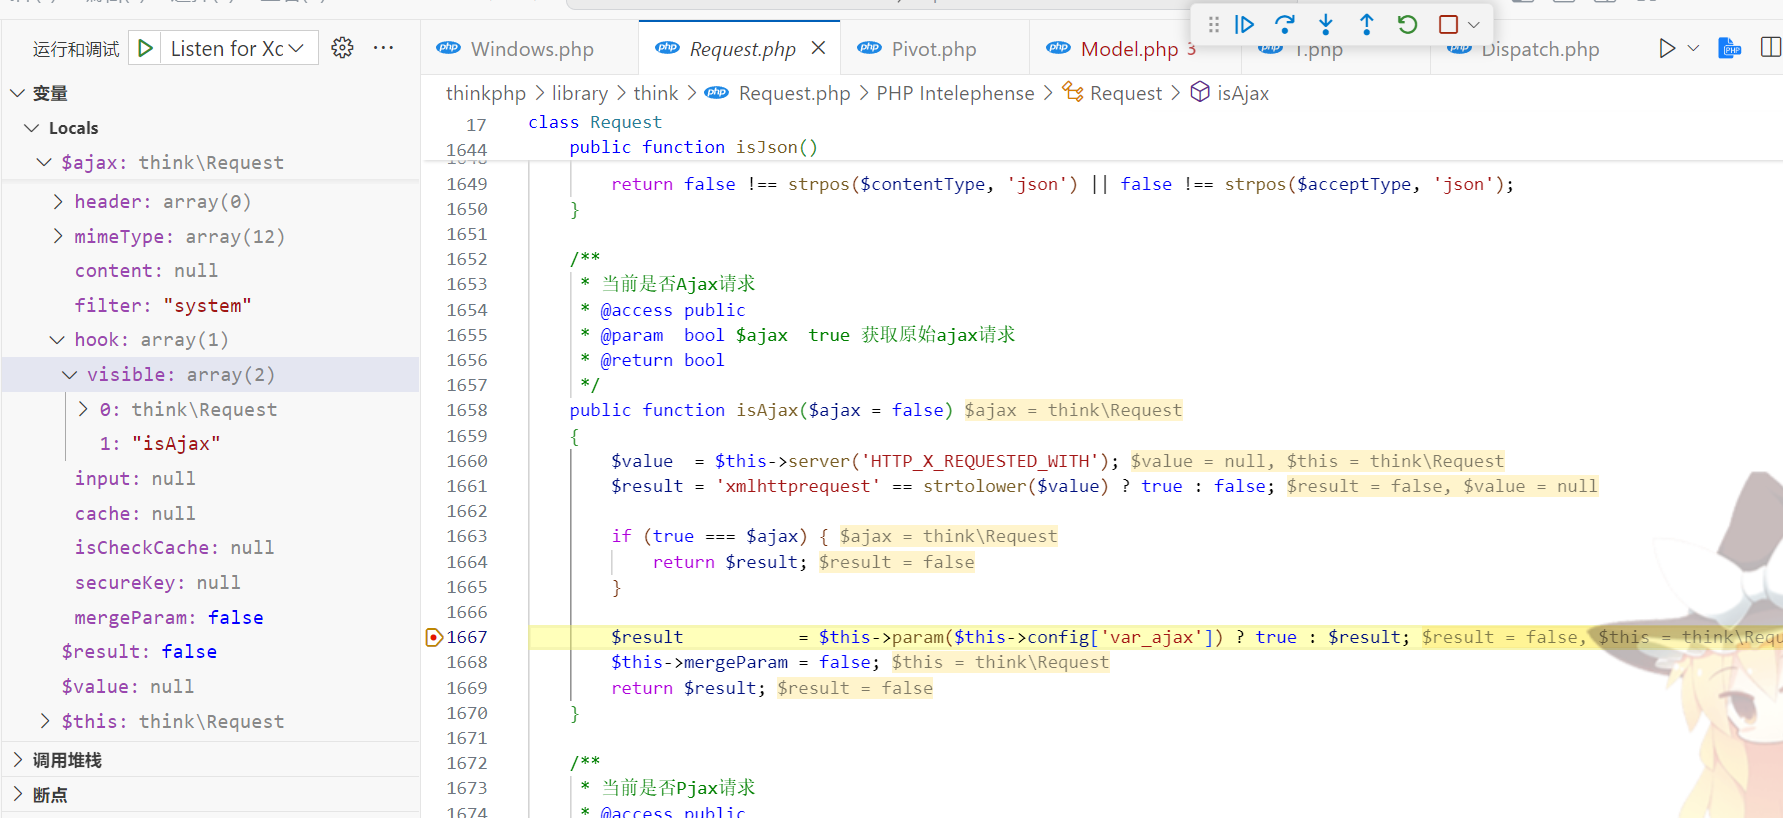 运行和调试 Listen for Xc
Windows.php Request.php Pivot.php Model.php 3 1.php Dispatch.php
变量
Locals
$ajax: think\Request
header: array(0)
mimeType: array(12)
content: null
filter: "system"
hook: array(1)
visible: array(2)
0: think\Request
1: "isAjax"
input: null
cache: null
isCheckCache: null
secureKey: null
mergeParam: false
$result: false
$value: null
$this: think\Request
调用堆栈
断点
thinkphp > library > think > Request.php > PHP Intelephense > Request > isAjax
17 class Request
1644 public function isJson()
1649 return false !== strpos($contentType, 'json') || false !== strpos($acceptType, 'json');
1650 }
1651
1652 /**
1653 * 当前是否Ajax请求
1654 * @access public
1655 * @param bool $ajax true 获取原始ajax请求
1656 * @return bool
1657 */
1658 public function isAjax($ajax = false) $ajax = think\Request
1659 {
1660 $value = $this->server('HTTP_X_REQUESTED_WITH'); $value = null, $this = think\Request
1661 $result = 'xmlhttprequest' == strtolower($value) ? true : false; $result = false, $value = null
1662
1663 if (true === $ajax) { $ajax = think\Request
1664 return $result; $result = false
1665 }
1666
1667 $result = $this->param($this->config['var_ajax']) ? true : $result; $result = false, $this = think\Requ
1668 $this->mergeParam = false; $this = think\Request
1669 return $result; $result = false
1670 }
1671
1672 /**
1673 * 当前是否Pjax请求
1674 * @access public